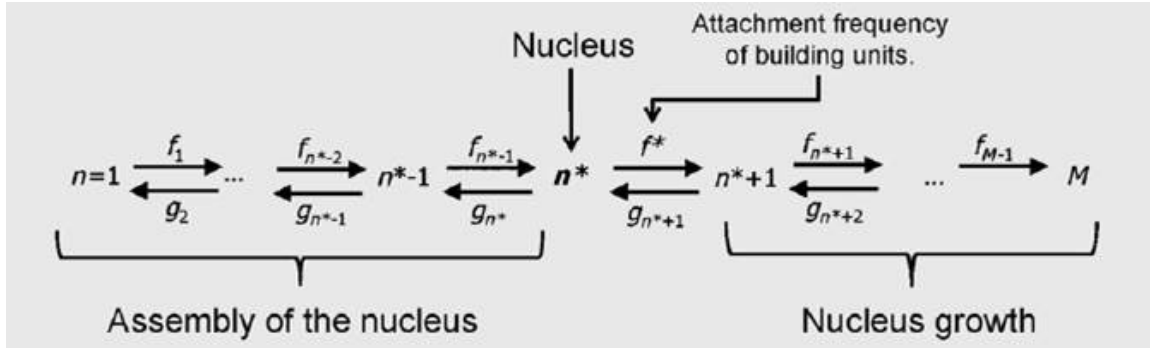 Attachment frequency
of building units.
Nucleus
f₁ fₙ*₋₂ fₙ*₋₁ f* fₙ*₊₁ f_M-1
n=1 ... n*-1 n* n*+1 ... M
g₂ gₙ*₋₁ gₙ* gₙ*₊₁ gₙ*₊₂
Assembly of the nucleus Nucleus growth